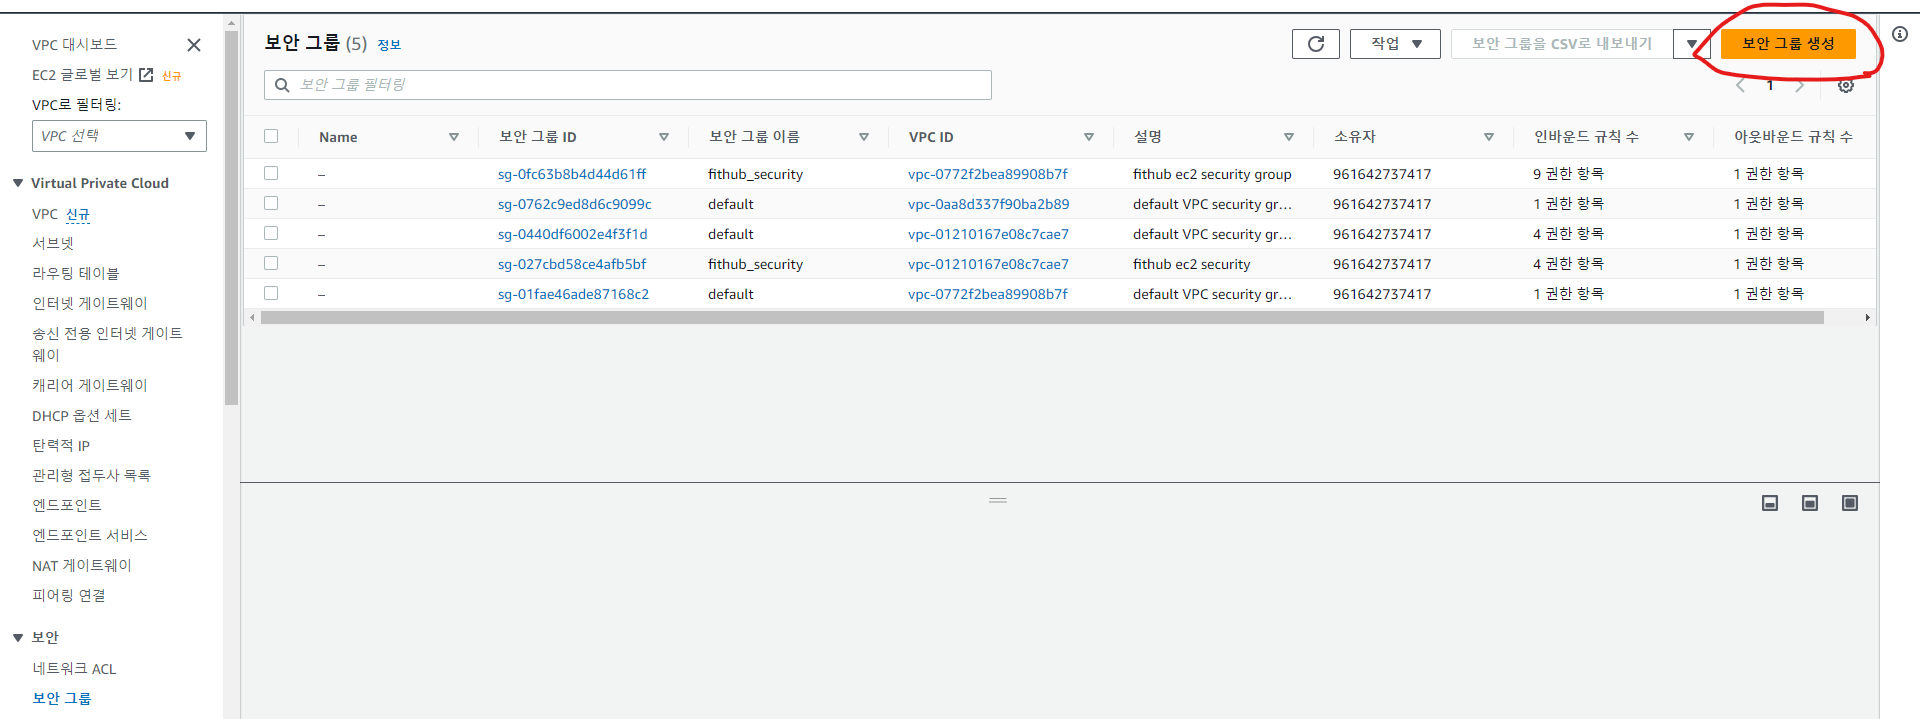 VPC 대시보드
EC2 글로벌 보기 신규
VPC로 필터링:
VPC 선택
Virtual Private Cloud
VPC 신규
서브넷
라우팅 테이블
인터넷 게이트웨이
송신 전용 인터넷 게이트
웨이
캐리어 게이트웨이
DHCP 옵션 세트
탄력적 IP
관리형 접두사 목록
엔드포인트
엔드포인트 서비스
NAT 게이트웨이
피어링 연결
보안
네트워크 ACL
보안 그룹
보안 그룹 (5) 정보
작업
보안 그룹을 CSV로 내보내기
보안 그룹 생성
보안 그룹 필터링
1
Name 보안 그룹 ID 보안 그룹 이름 VPC ID 설명 소유자 인바운드 규칙 수 아웃바운드 규칙 수
– sg-0fc63b8b4d44d61ff fithub_security vpc-0772f2bea89908b7f fithub ec2 security group 961642737417 9 권한 항목 1 권한 항목
– sg-0762c9ed8d6c9099c default vpc-0aa8d337f90ba2b89 default VPC security gr... 961642737417 1 권한 항목 1 권한 항목
– sg-0440df6002e4f3f1d default vpc-01210167e08c7cae7 default VPC security gr... 961642737417 4 권한 항목 1 권한 항목
– sg-027cbd58ce4afb5bf fithub_security vpc-01210167e08c7cae7 fithub ec2 security 961642737417 4 권한 항목 1 권한 항목
– sg-01fae46ade87168c2 default vpc-0772f2bea89908b7f default VPC security gr... 961642737417 1 권한 항목 1 권한 항목